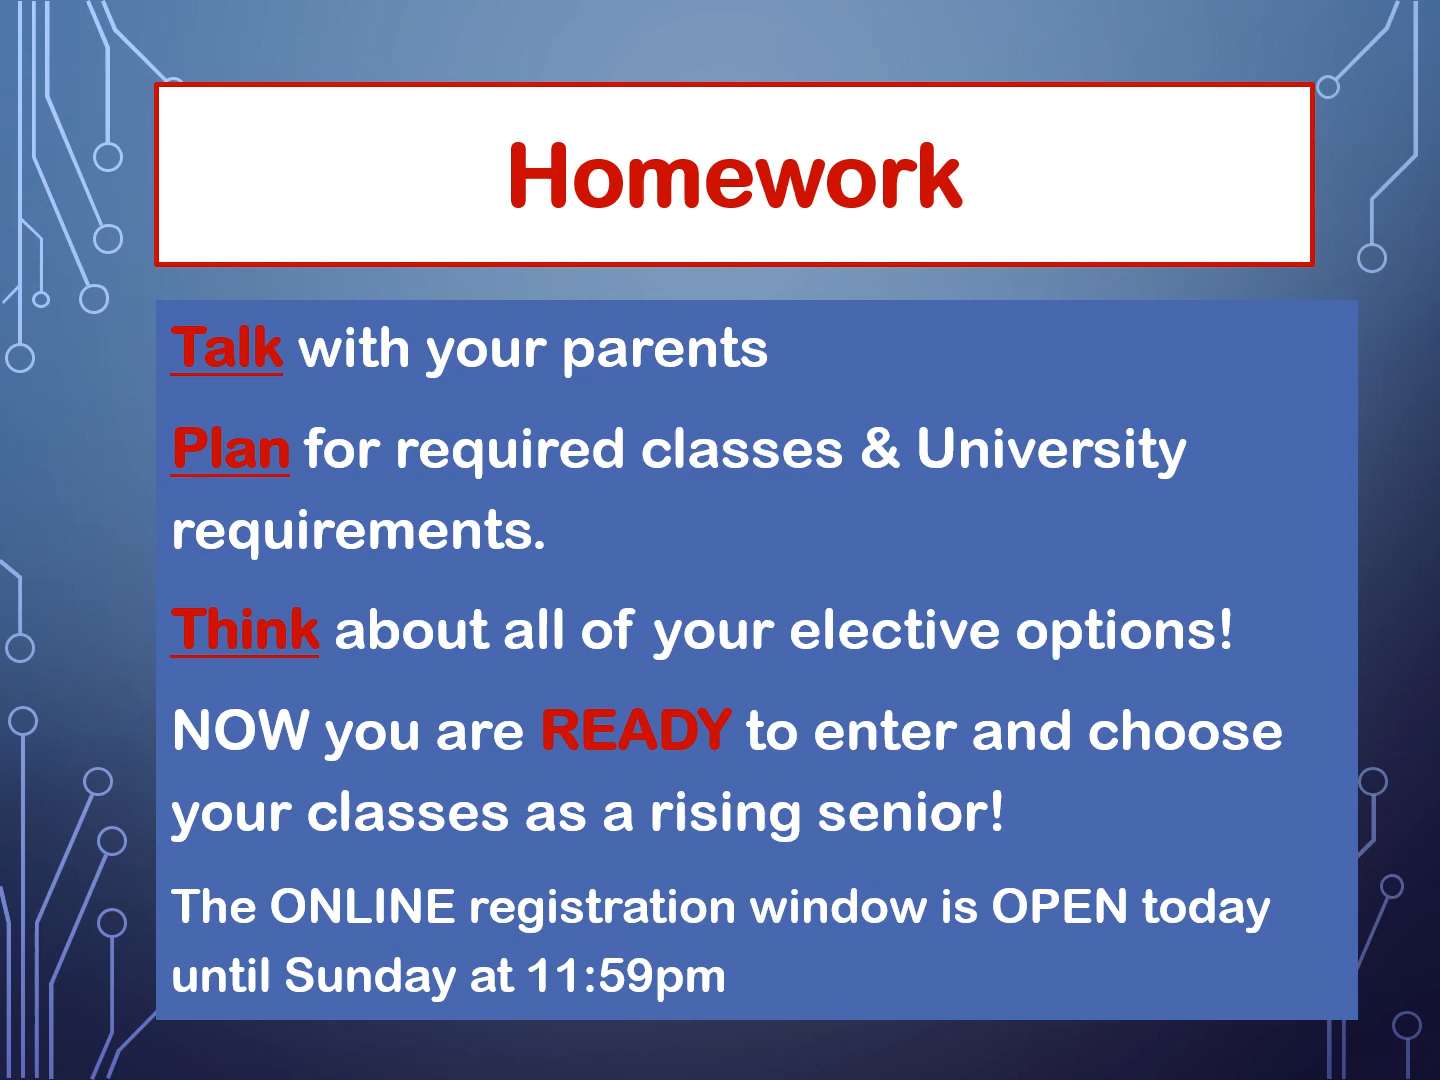 Homework
Talk with your parents
Plan for required classes & University
requirements.
Think about all of your elective options!
NOW you are READY to enter and choose
your classes as a rising senior!
The ONLINE registration window is OPEN today
until Sunday at 11:59pm